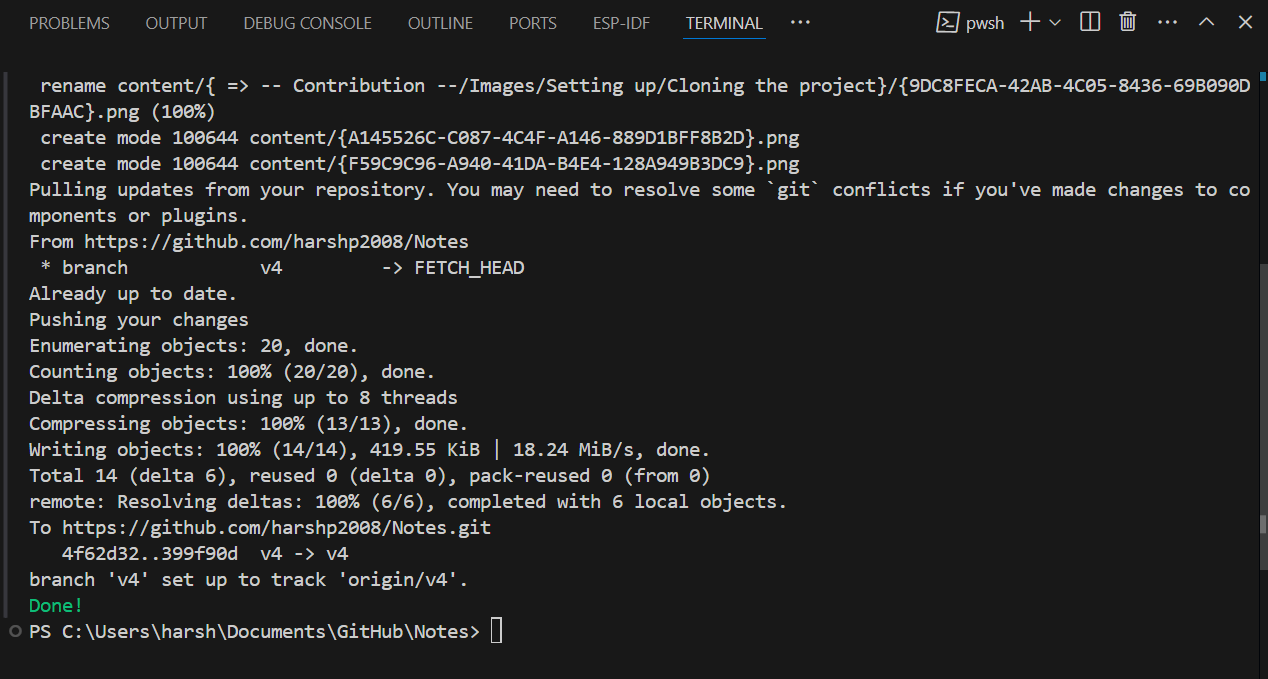 PROBLEMS OUTPUT DEBUG CONSOLE OUTLINE PORTS ESP-IDF TERMINAL ··· pwsh
 rename content/{ => -- Contribution --/Images/Setting up/Cloning the project}/{9DC8FECA-42AB-4C05-8436-69B090D
BFAAC}.png (100%)
 create mode 100644 content/{A145526C-C087-4C4F-A146-889D1BFF8B2D}.png
 create mode 100644 content/{F59C9C96-A940-41DA-B4E4-128A949B3DC9}.png
Pulling updates from your repository. You may need to resolve some `git` conflicts if you've made changes to co
mponents or plugins.
From https://github.com/harshp2008/Notes
 * branch            v4         -> FETCH_HEAD
Already up to date.
Pushing your changes
Enumerating objects: 20, done.
Counting objects: 100% (20/20), done.
Delta compression using up to 8 threads
Compressing objects: 100% (13/13), done.
Writing objects: 100% (14/14), 419.55 KiB | 18.24 MiB/s, done.
Total 14 (delta 6), reused 0 (delta 0), pack-reused 0 (from 0)
remote: Resolving deltas: 100% (6/6), completed with 6 local objects.
To https://github.com/harshp2008/Notes.git
   4f62d32..399f90d  v4 -> v4
branch 'v4' set up to track 'origin/v4'.
Done!
PS C:\Users\harsh\Documents\GitHub\Notes>